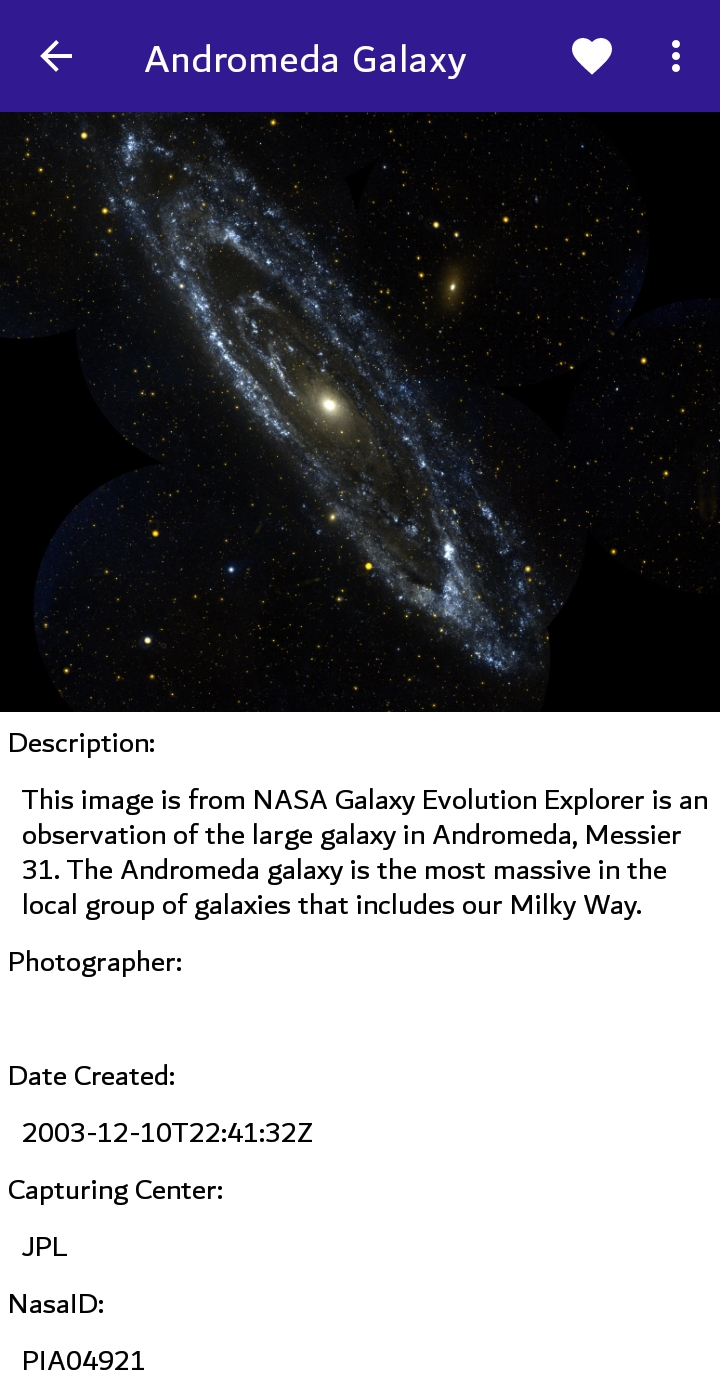 Andromeda Galaxy
Description:
This image is from NASA Galaxy Evolution Explorer is an
observation of the large galaxy in Andromeda, Messier
31. The Andromeda galaxy is the most massive in the
local group of galaxies that includes our Milky Way.
Photographer:
Date Created:
2003-12-10T22:41:32Z
Capturing Center:
JPL
NasaID:
PIA04921